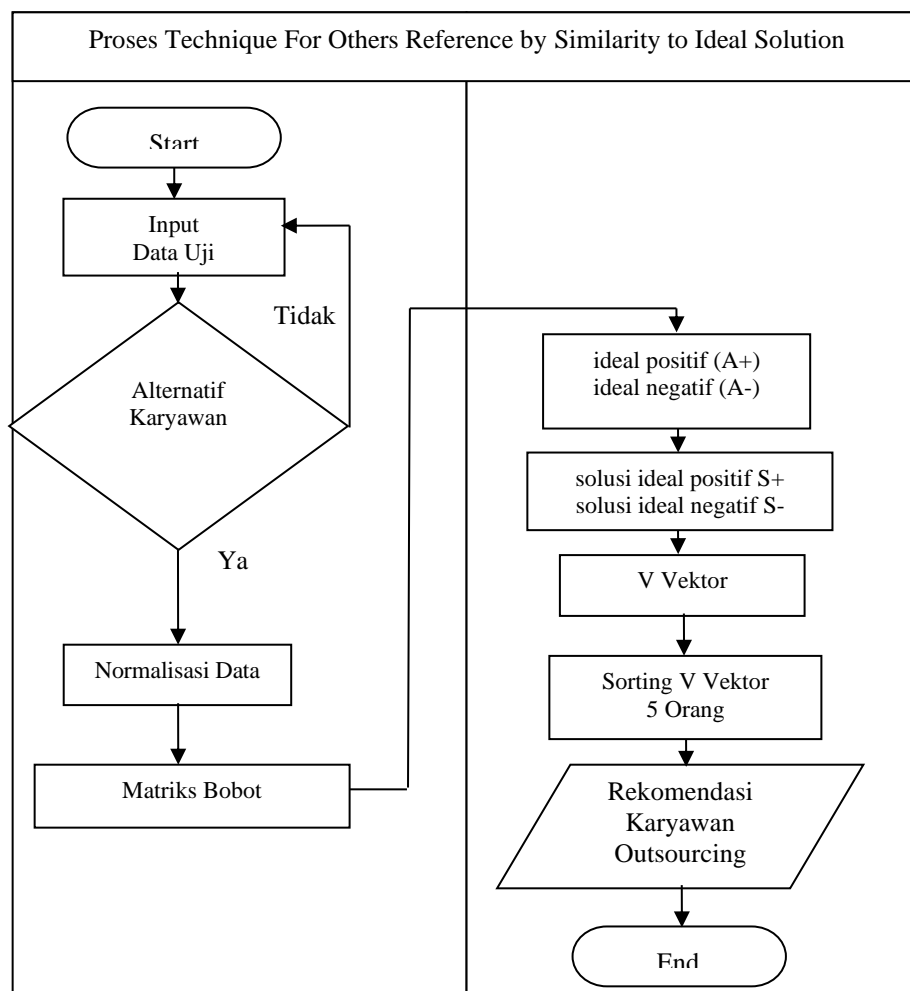 Proses Technique For Others Reference by Similarity to Ideal Solution
Start
Input
Data Uji
Tidak
Alternatif
Karyawan
Ya
Normalisasi Data
Matriks Bobot
ideal positif (A+)
ideal negatif (A-)
solusi ideal positif S+
solusi ideal negatif S-
V Vektor
Sorting V Vektor
5 Orang
Rekomendasi
Karyawan
Outsourcing
End